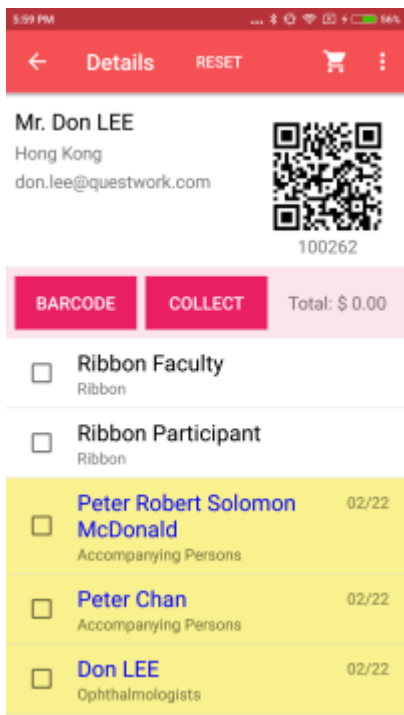 5:59 PM ... 56%
Details RESET
Mr. Don LEE
Hong Kong
don.lee@questwork.com
100262
BARCODE COLLECT Total: $ 0.00
Ribbon Faculty
Ribbon
Ribbon Participant
Ribbon
Peter Robert Solomon 02/22
McDonald
Accompanying Persons
Peter Chan 02/22
Accompanying Persons
Don LEE 02/22
Ophthalmologists